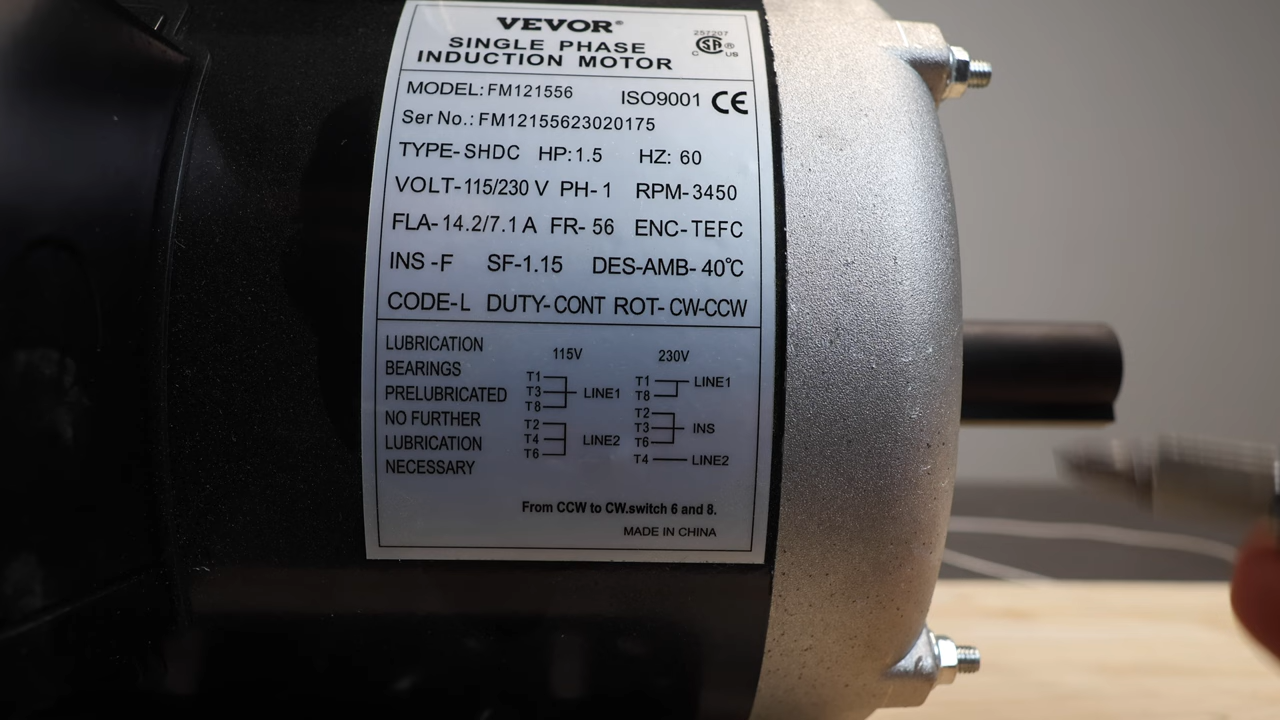 VEVOR®
SINGLE PHASE
INDUCTION MOTOR
257207
C SP® US
MODEL: FM121556 ISO9001 CE
Ser No.: FM12155623020175
TYPE-SHDC HP:1.5 HZ: 60
VOLT-115/230 V PH-1 RPM-3450
FLA-14.2/7.1 A FR-56 ENC-TEFC
INS -F SF-1.15 DES-AMB-40℃
CODE-L DUTY-CONT ROT-CW-CCW
LUBRICATION
BEARINGS
PRELUBRICATED
NO FURTHER
LUBRICATION
NECESSARY
115V
T1
T3 LINE1
T8
T2
T4 LINE2
T6
230V
T1 LINE1
T8
T2
T3 INS
T6
T4 LINE2
From CCW to CW.switch 6 and 8.
MADE IN CHINA